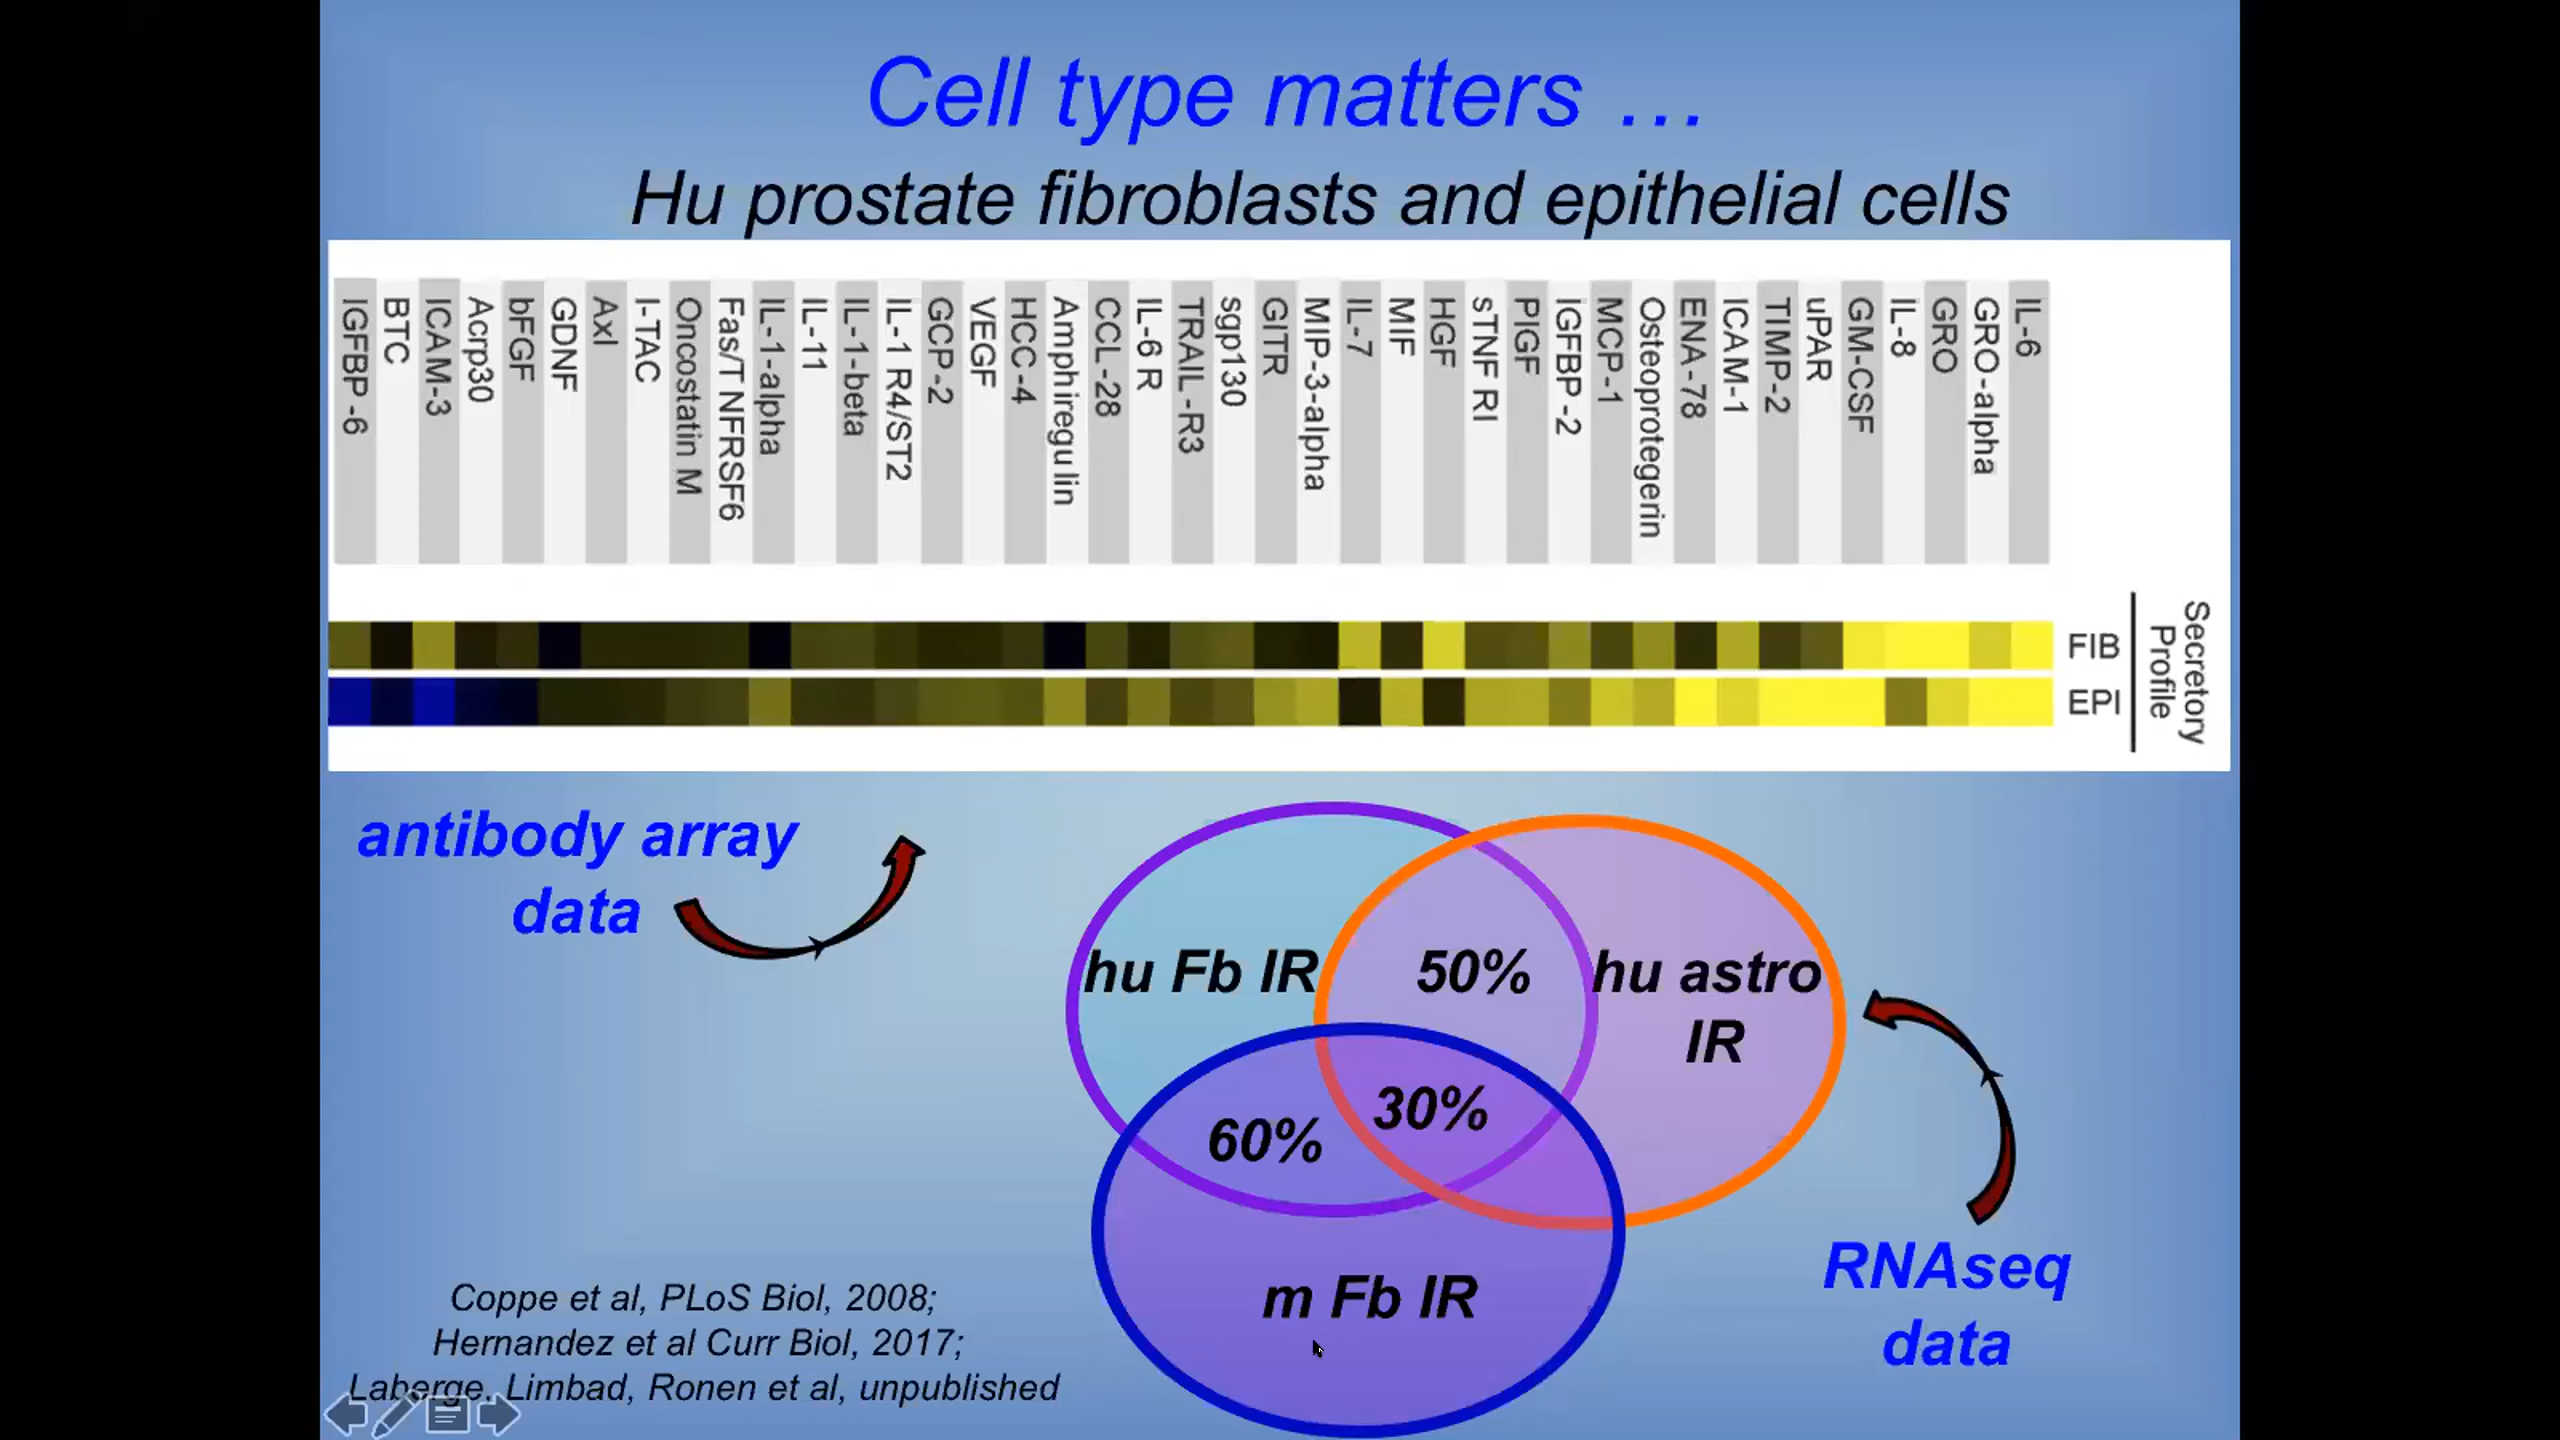 Cell type matters ...
Hu prostate fibroblasts and epithelial cells
IGFBP-6
BTC
ICAM-3
Acrp30
bFGF
GDNF
Axl
I-TAC
Oncostatin M
Fas/TNFRSF6
IL-1-alpha
IL-11
IL-1-beta
IL-1 R4/ST2
GCP-2
VEGF
HCC-4
Amphiregulin
CCL-28
IL-6 R
TRAIL-R3
sgp130
GITR
MIP-3-alpha
IL-7
MIF
HGF
sTNF RI
PIGF
IGFBP-2
MCP-1
Osteoprotegerin
ENA-78
ICAM-1
TIMP-2
uPAR
GM-CSF
IL-8
GRO
GRO-alpha
IL-6
FIB
EPI
Secretory
Profile
antibody array
data
hu Fb IR
50%
hu astro
IR
60%
30%
m Fb IR
RNAseq
data
Coppe et al, PLoS Biol, 2008;
Hernandez et al Curr Biol, 2017;
Laberge, Limbad, Ronen et al, unpublished